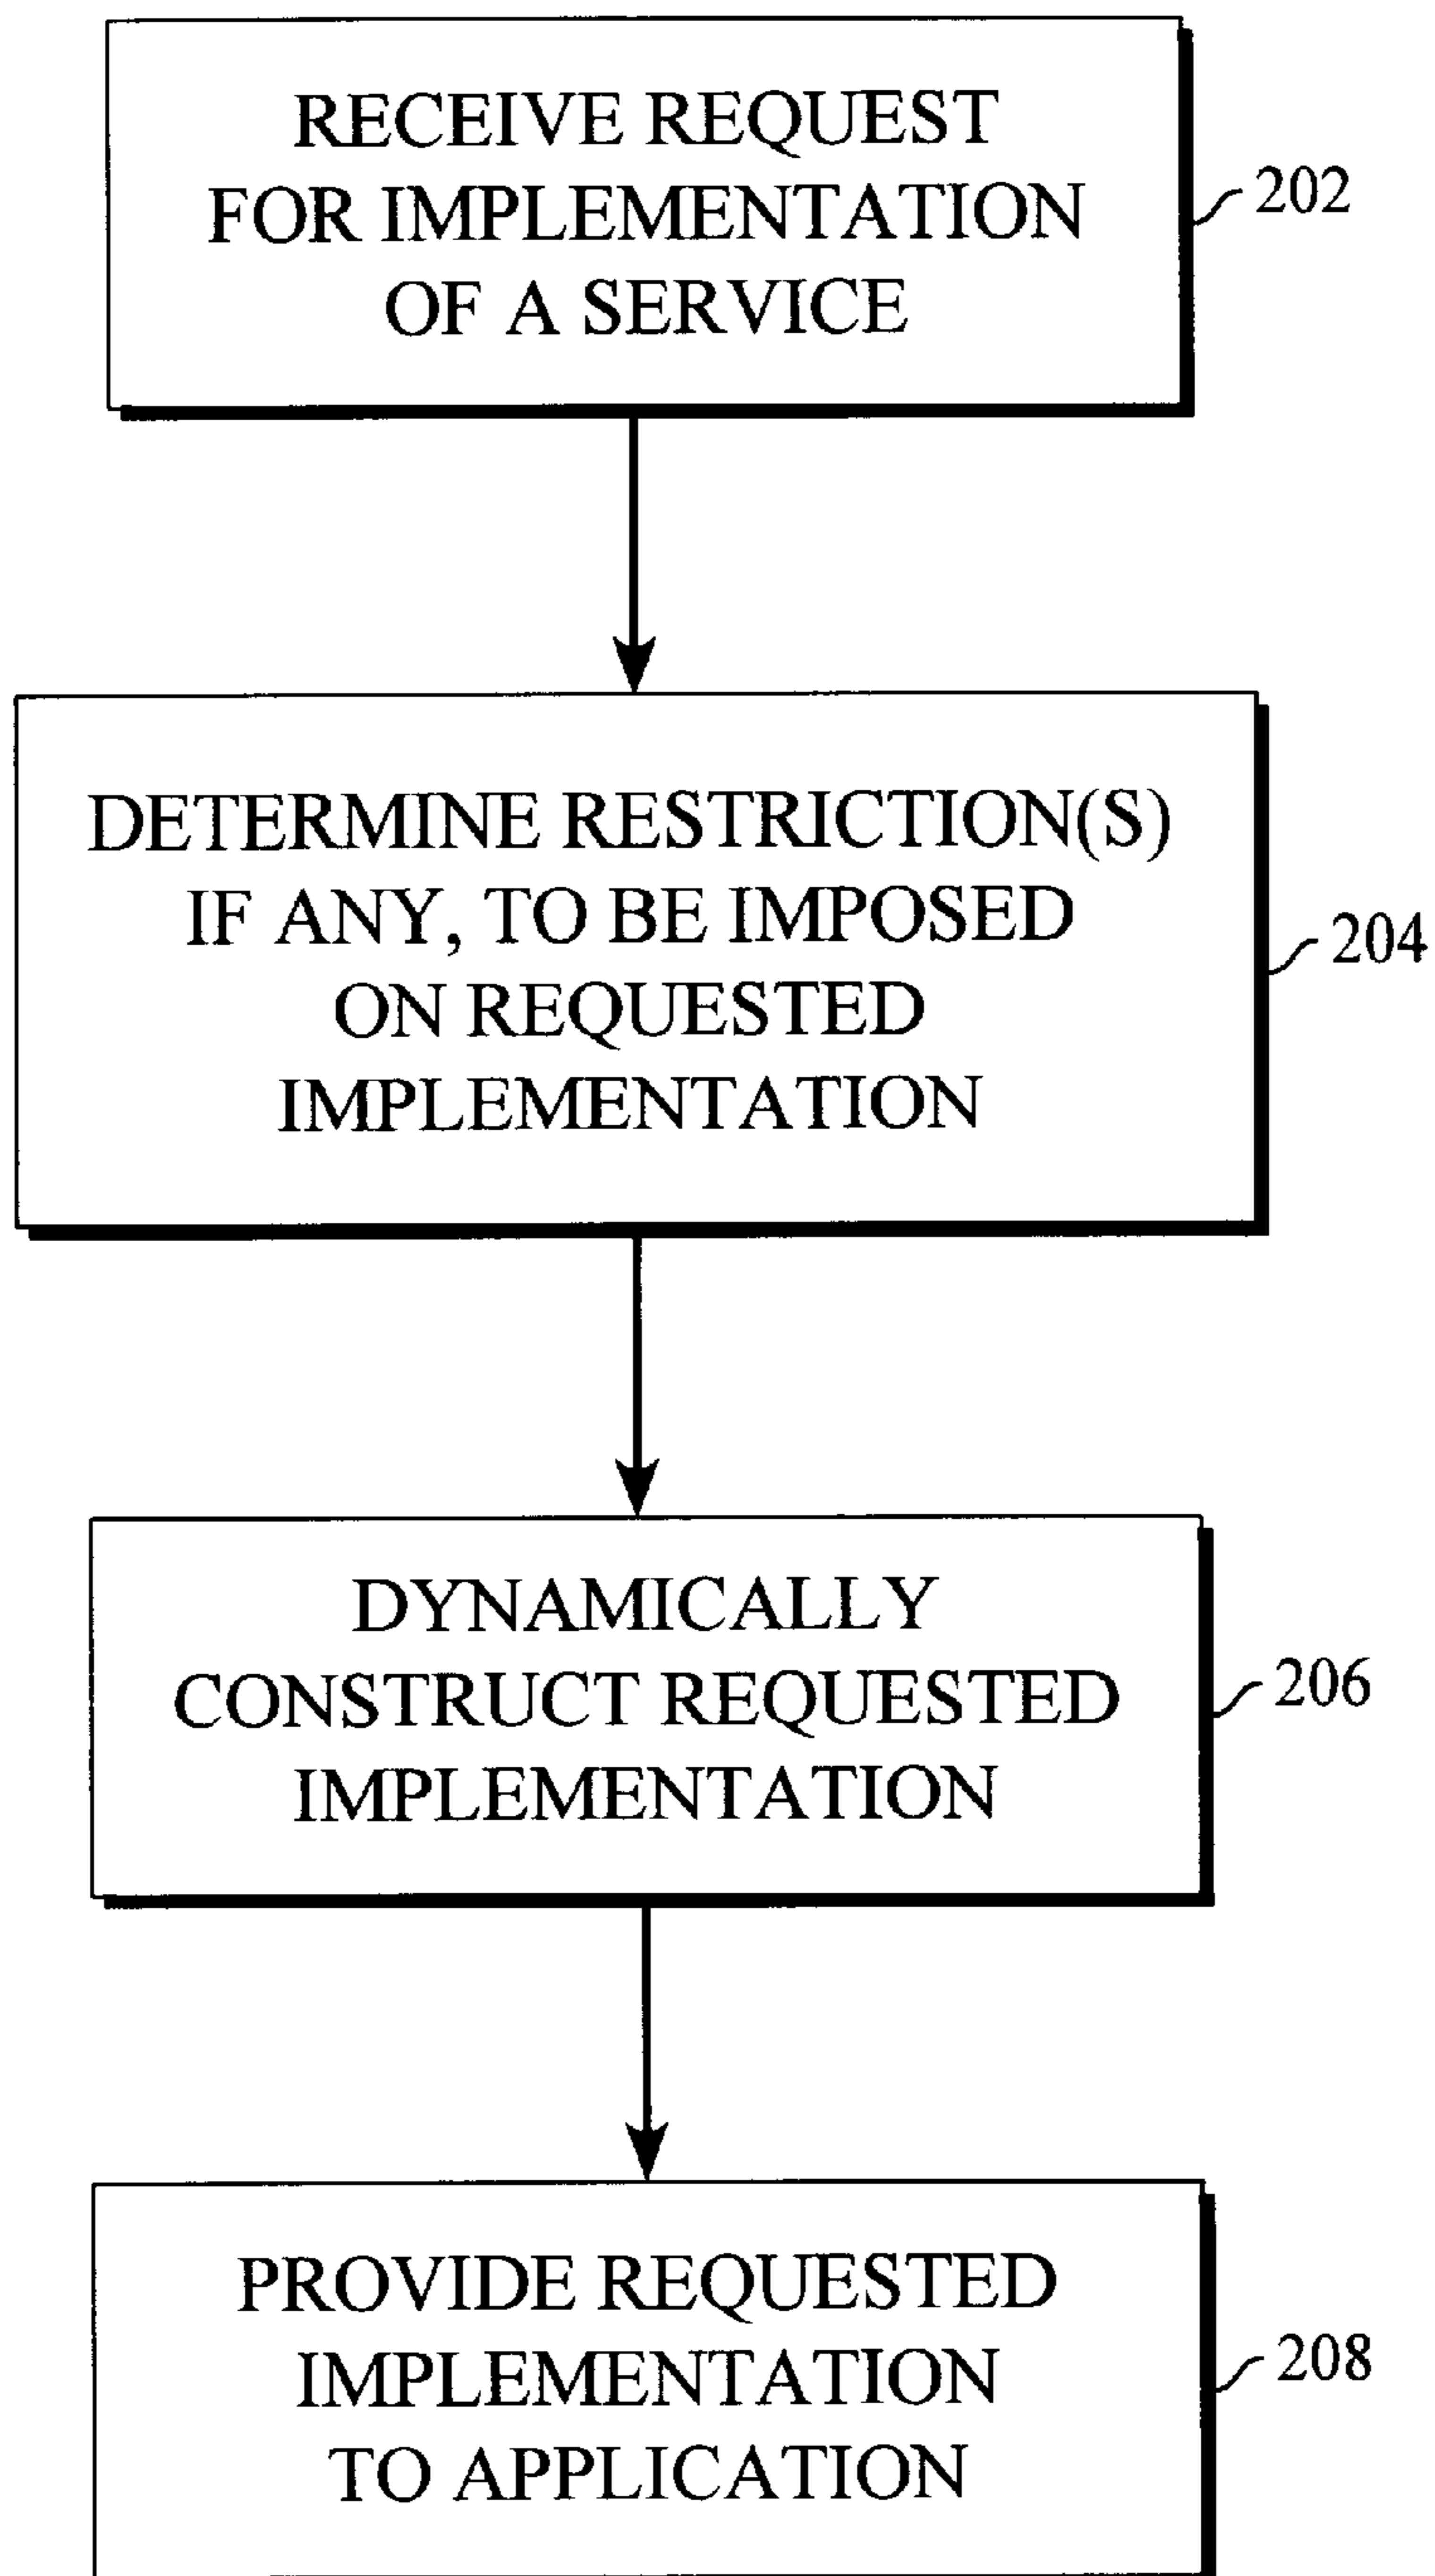 RECEIVE REQUEST
FOR IMPLEMENTATION
OF A SERVICE
202
DETERMINE RESTRICTION(S)
IF ANY, TO BE IMPOSED
ON REQUESTED
IMPLEMENTATION
204
DYNAMICALLY
CONSTRUCT REQUESTED
IMPLEMENTATION
206
PROVIDE REQUESTED
IMPLEMENTATION
TO APPLICATION
208